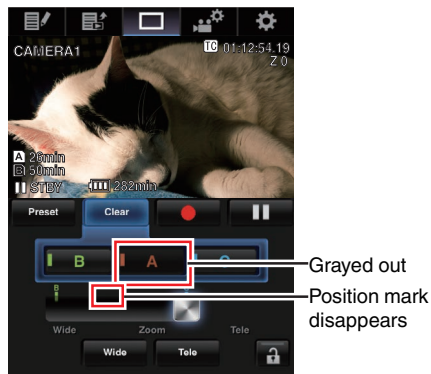 CAMERA1
TC 01:12:54.19
Z 0
A 26min
B 50min
STBY
282min
Preset
Clear
B
A
C
Grayed out
B
Position mark
disappears
Wide
Zoom
Tele
Wide
Tele